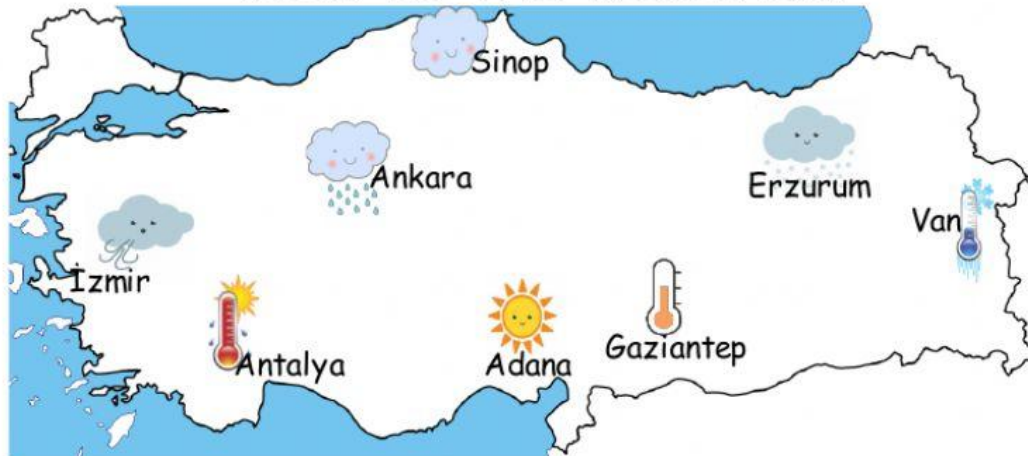 Sinop
Ankara
Erzurum
Van
İzmir
Antalya
Adana
Gaziantep